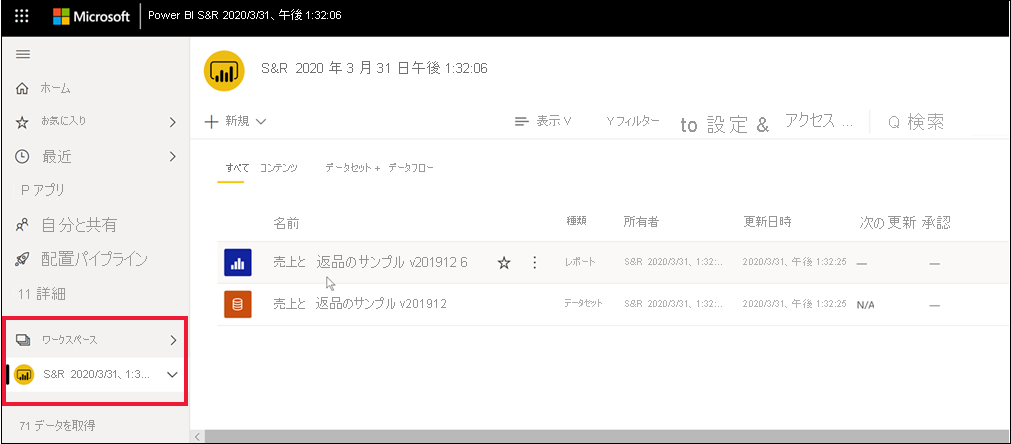 Microsoft Power BI S&R 2020/3/31、午後 1:32:06
S&R 2020 年 3 月 31 日午後 1:32:06
ホーム
お気に入り
最近
P アプリ
自分と共有
配置パイプライン
11 詳細
ワークスペース
S&R 2020/3/31、1:3...
71 データを取得
新規 表示 V Y フィルター to 設定 & アクセス ... Q 検索
すべて コンテンツ データセット + データフロー
名前 種類 所有者 更新日時 次の 更新 承認
売上と 返品のサンプル v201912 6 レポート S&R 2020/3/31、1:32:.. 2020/3/31、午後 1:32:25 — —
売上と 返品のサンプル v201912 データセット S&R 2020/3/31、1:32:.. 2020/3/31、午後 1:32:25 N/A —